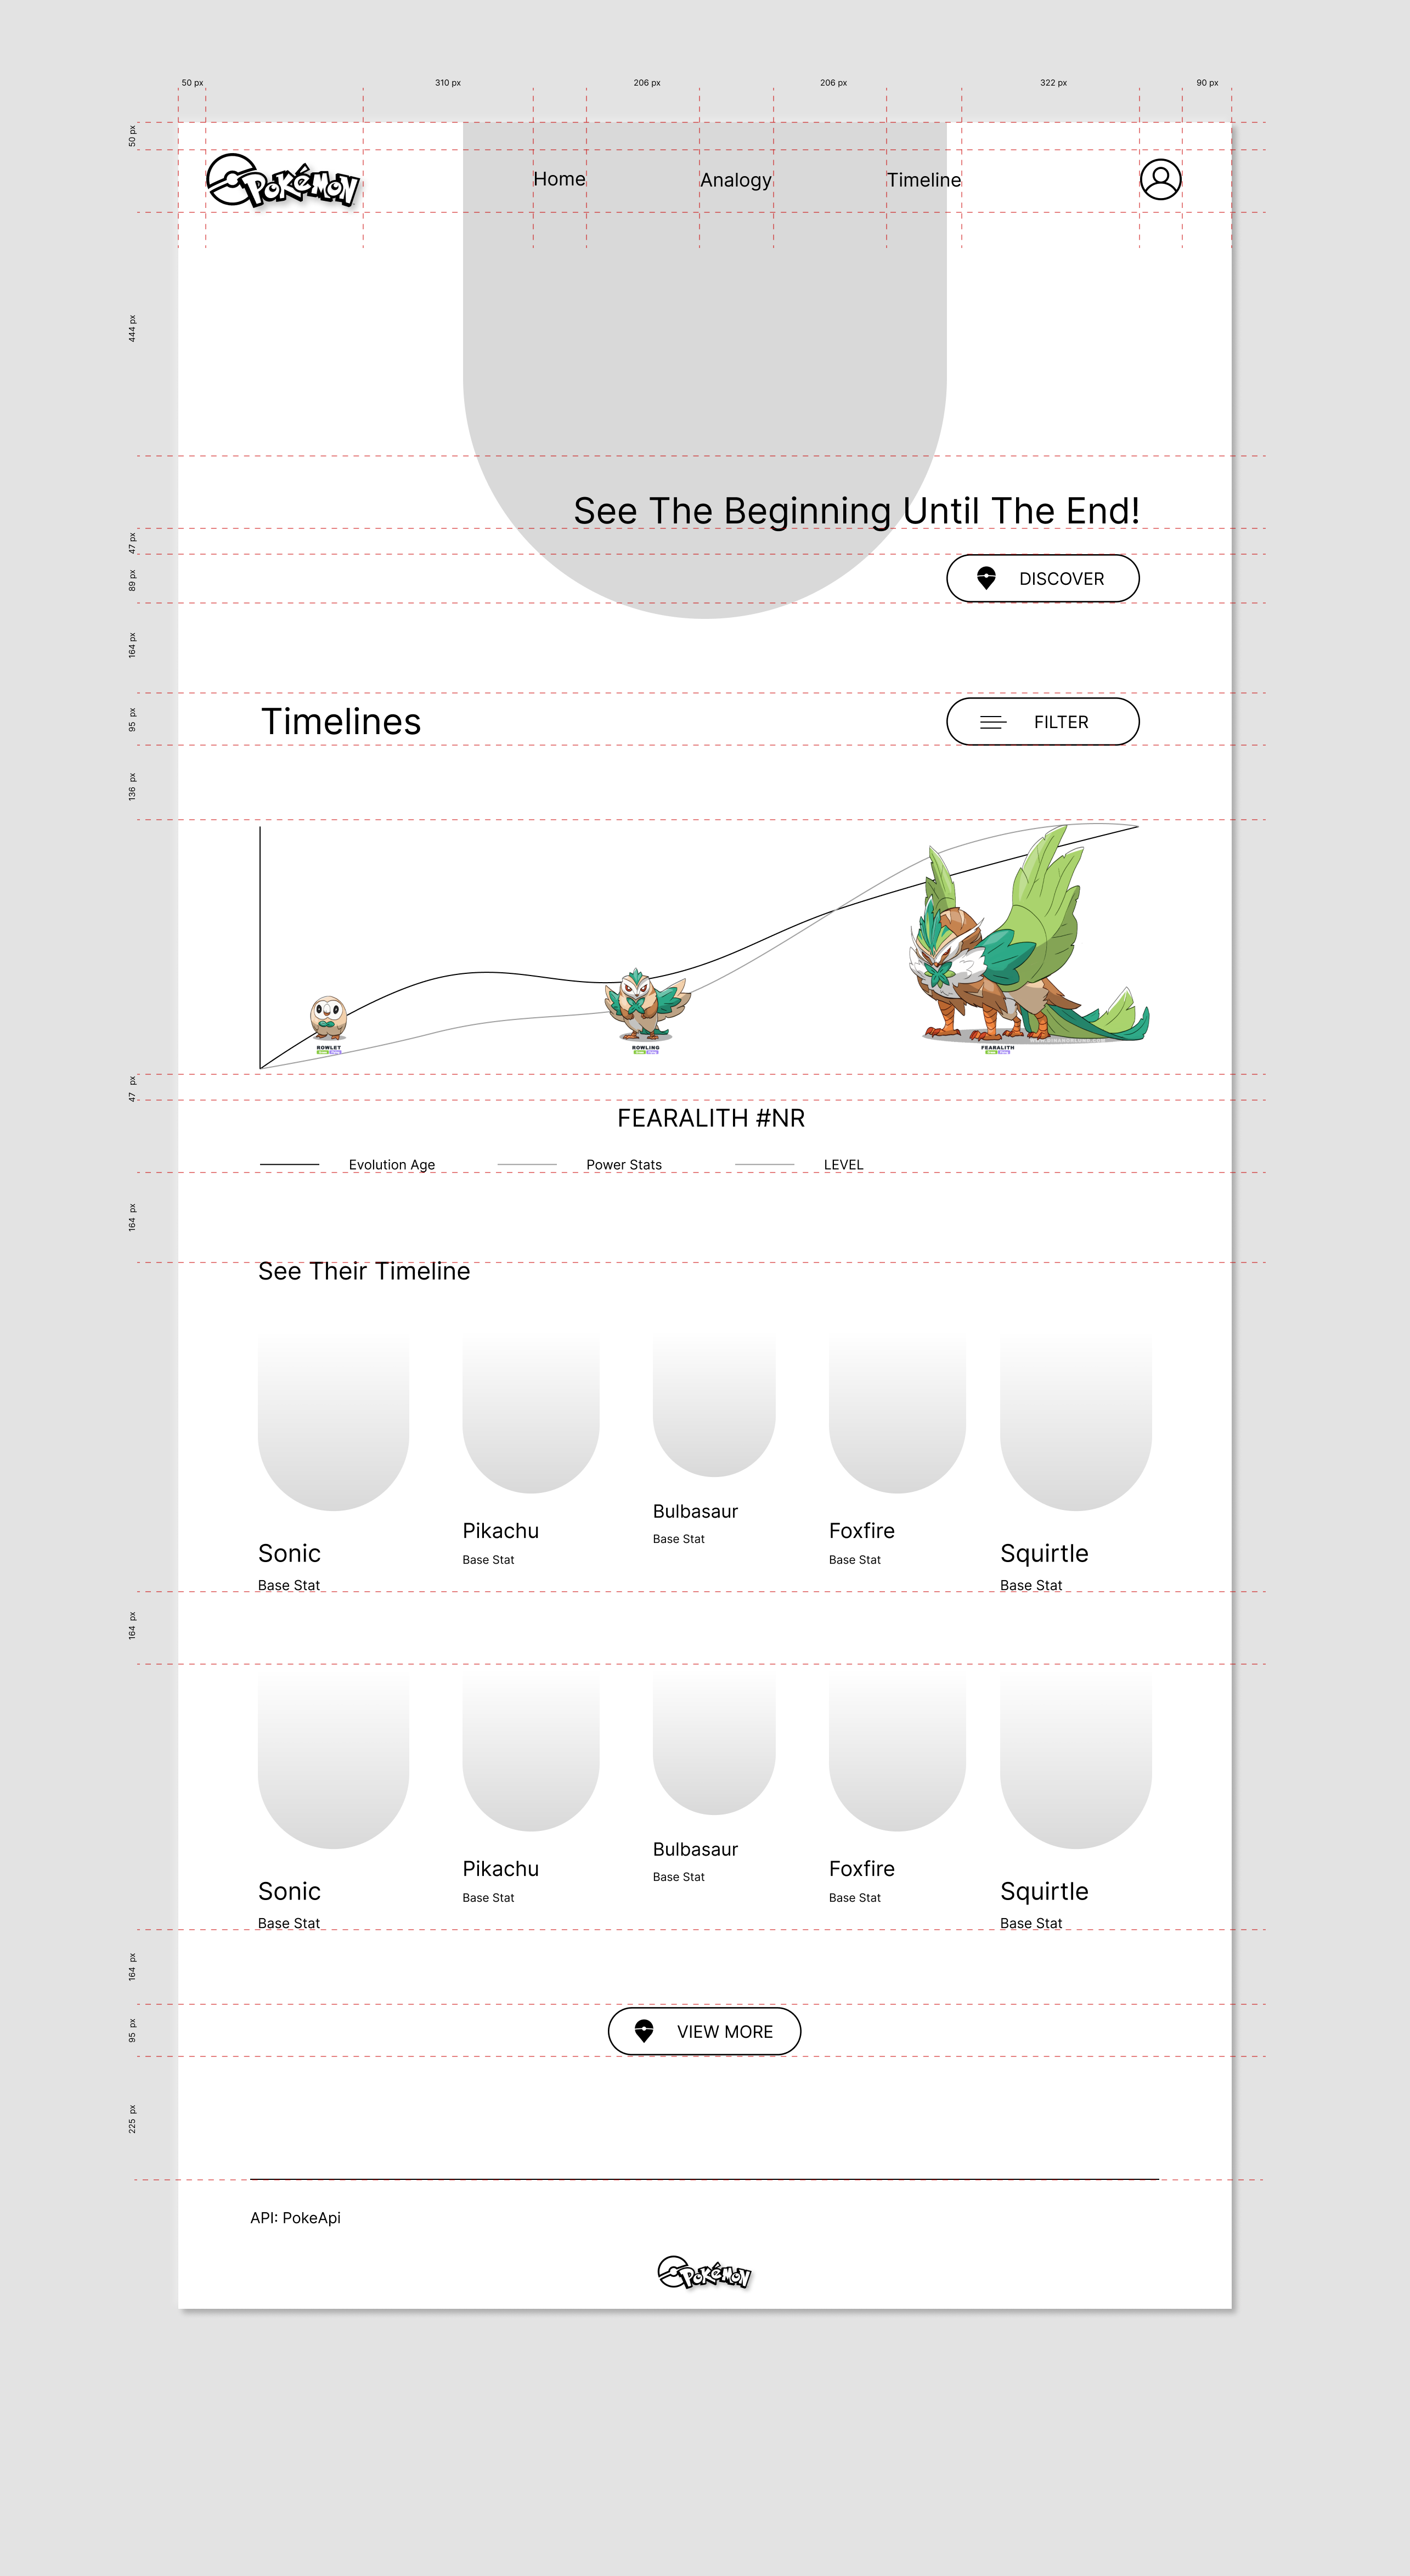 50 px 310 px 206 px 206 px 322 px 90 px
50 px
POKéMON
Home Analogy Timeline
444 px
See The Beginning Until The End!
47 px
DISCOVER
89 px
164 px
Timelines
FILTER
95 px
136 px
ROWLET
ROWLING
FEARALITH
47 px
FEARALITH #NR
Evolution Age Power Stats LEVEL
164 px
See Their Timeline
Sonic
Base Stat
Pikachu
Base Stat
Bulbasaur
Base Stat
Foxfire
Base Stat
Squirtle
Base Stat
164 px
Sonic
Base Stat
Pikachu
Base Stat
Bulbasaur
Base Stat
Foxfire
Base Stat
Squirtle
Base Stat
164 px
VIEW MORE
95 px
225 px
API: PokeApi
POKéMON